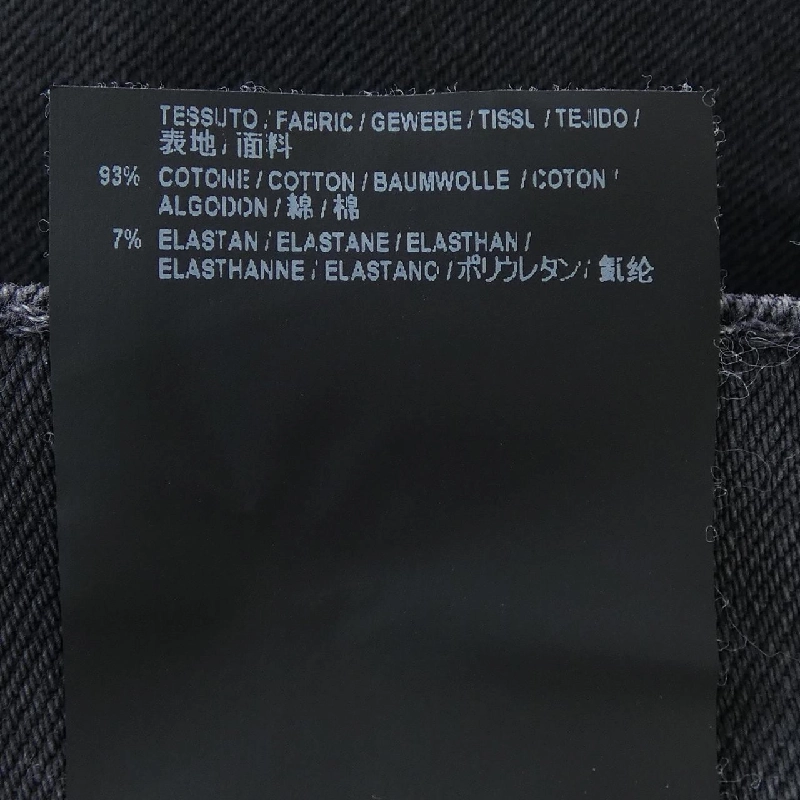 TESSUTO / FABRIC / GEWEBE / TISSU / TEJIDO /
表地 / 面料
93% COTONE / COTTON / BAUMWOLLE / COTON /
ALGODON / 綿 / 棉
7% ELASTAN / ELASTANE / ELASTHAN /
ELASTHANNE / ELASTANO / ポリウレタン / 氨纶